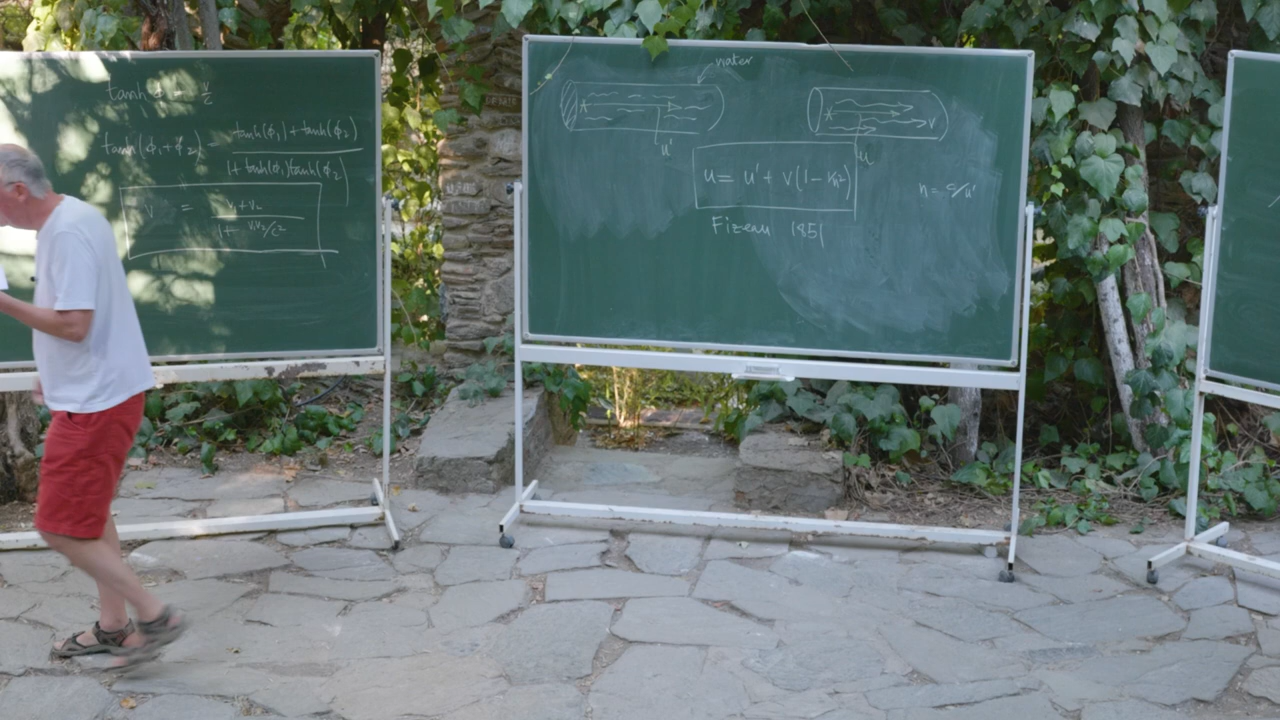 tanh ϕ = v/c
tanh(ϕ₁+ϕ₂) = tanh(ϕ₁)+tanh(ϕ₂)
1+tanh(ϕ₁)tanh(ϕ₂)
v = v₁+v₂
1+ v₁v₂/c²
water
u'
v
u
u = u' + v(1 - 1/n²)
n = c/u'
Fizeau 1851